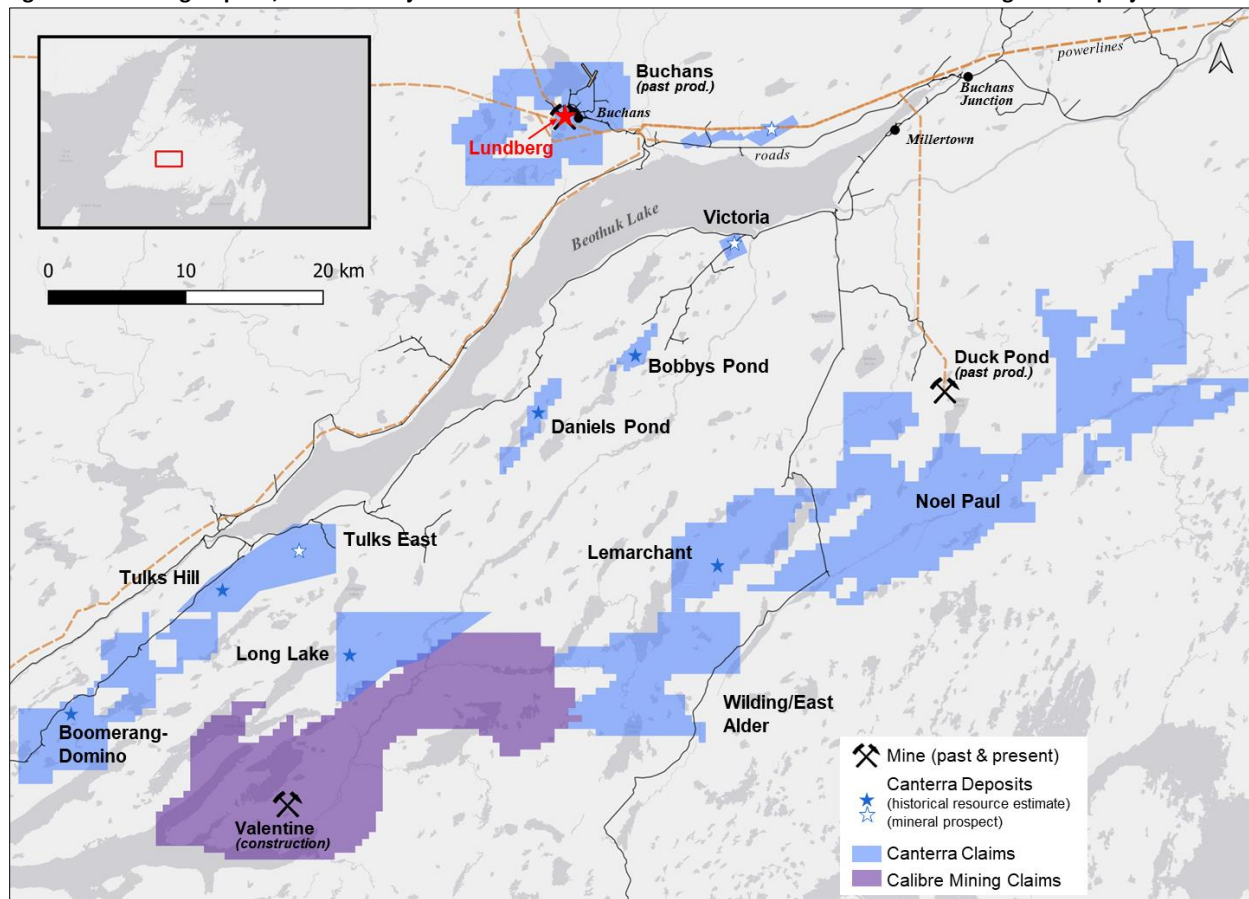 powerlines
Buchans
(past prod.)
Buchans
Junction
Buchans
Lundberg
Millertown
roads
Victoria
Beothuk Lake
0 10 20 km
Bobbys Pond
Duck Pond
(past prod.)
Daniels Pond
Noel Paul
Tulks East
Lemarchant
Tulks Hill
Long Lake
Wilding/East
Alder
Boomerang-
Domino
Valentine
(construction)
Mine (past & present)
Canterra Deposits
(historical resource estimate)
(mineral prospect)
Canterra Claims
Calibre Mining Claims